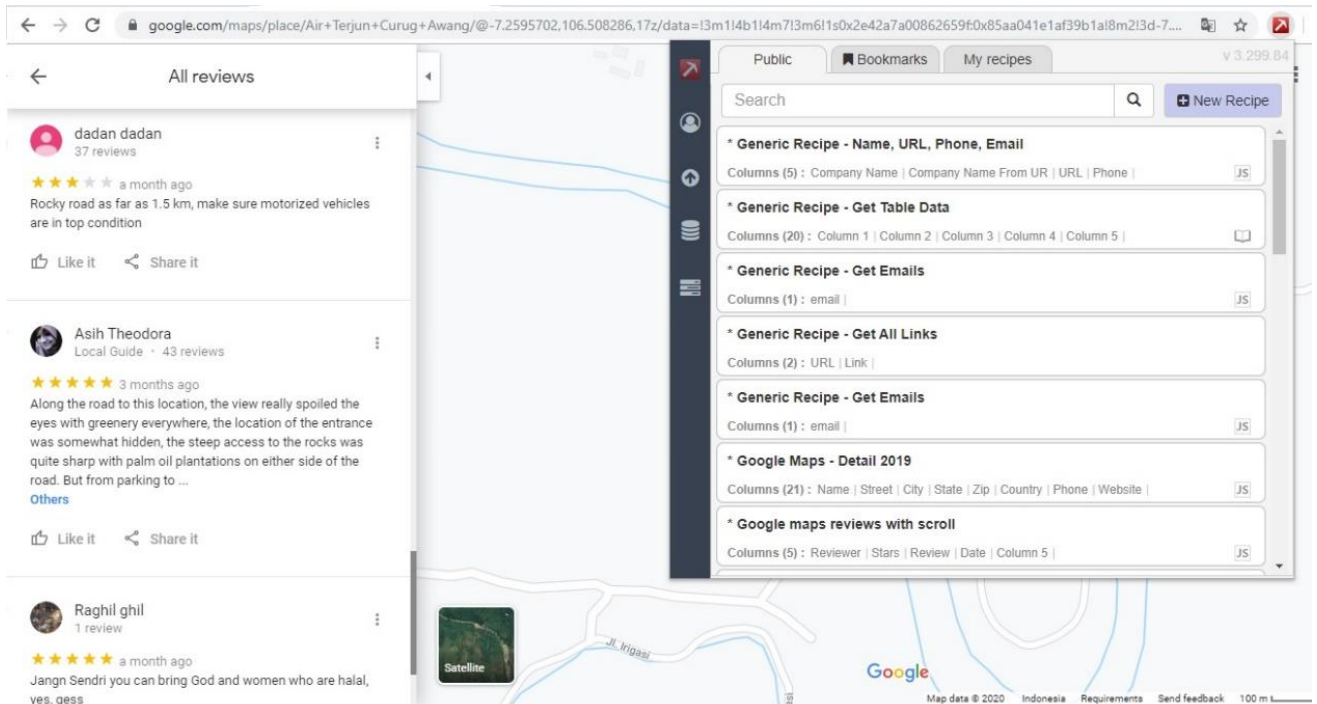 google.com/maps/place/Air+Terjun+Curug+Awang/@-7.2595702,106.508286,17z/data=!3m1!4b1!4m7!3m6!1s0x2e42a7a00862659f:0x85aa041e1af39b1a!8m2!3d-7....
All reviews
dadan dadan
37 reviews
a month ago
Rocky road as far as 1.5 km, make sure motorized vehicles
are in top condition
Like it Share it
Asih Theodora
Local Guide · 43 reviews
3 months ago
Along the road to this location, the view really spoiled the
eyes with greenery everywhere, the location of the entrance
was somewhat hidden, the steep access to the rocks was
quite sharp with palm oil plantations on either side of the
road. But from parking to ...
Others
Like it Share it
Raghil ghil
1 review
a month ago
Jangn Sendri you can bring God and women who are halal,
yes, gess
Public Bookmarks My recipes v 3.299.84
Search New Recipe
* Generic Recipe - Name, URL, Phone, Email
Columns (5) : Company Name | Company Name From UR | URL | Phone |
JS
* Generic Recipe - Get Table Data
Columns (20) : Column 1 | Column 2 | Column 3 | Column 4 | Column 5 |
* Generic Recipe - Get Emails
Columns (1) : email |
JS
* Generic Recipe - Get All Links
Columns (2) : URL | Link |
* Generic Recipe - Get Emails
Columns (1) : email |
JS
* Google Maps - Detail 2019
Columns (21) : Name | Street | City | State | Zip | Country | Phone | Website |
JS
* Google maps reviews with scroll
Columns (5) : Reviewer | Stars | Review | Date | Column 5 |
JS
Satellite
Jl. Irigasi
Google
Map data © 2020 Indonesia Requirements Send feedback 100 m